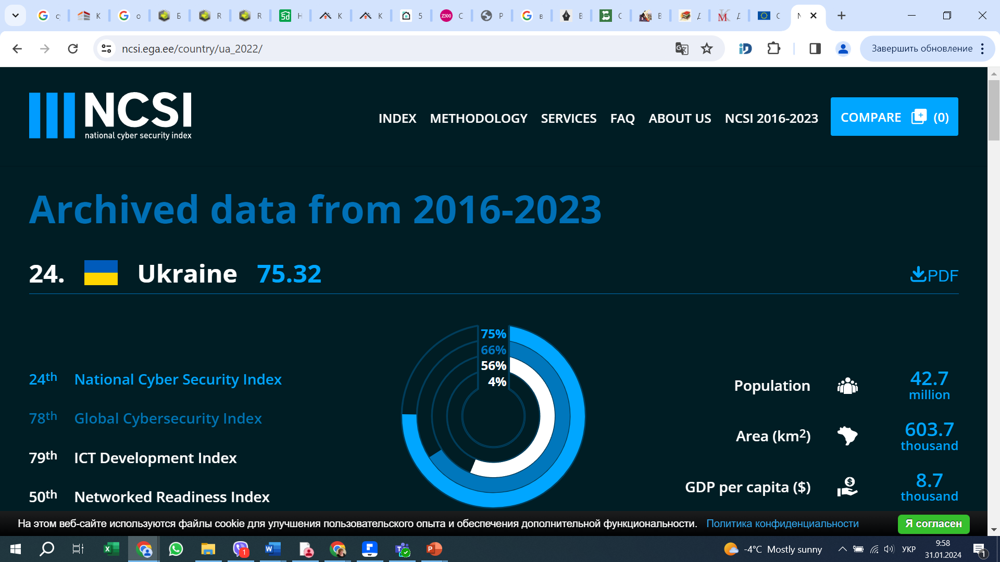 К
о
Б
R
R
Н
К
К
5
С
Р
в
В
С
В
Д
Д
С
N
ncsi.ega.ee/country/ua_2022/
Завершить обновление
NCSI
national cyber security index
INDEX METHODOLOGY SERVICES FAQ ABOUT US NCSI 2016-2023
COMPARE (0)
Archived data from 2016-2023
24. Ukraine 75.32
PDF
75%
66%
56%
4%
24th National Cyber Security Index
78th Global Cybersecurity Index
79th ICT Development Index
50th Networked Readiness Index
Population 42.7 million
Area (km2) 603.7 thousand
GDP per capita ($) 8.7 thousand
На этом веб-сайте используются файлы cookie для улучшения пользовательского опыта и обеспечения дополнительной функциональности. Политика конфиденциальности
Я согласен
1
-4°C Mostly sunny
УКР
9:58
31.01.2024
1